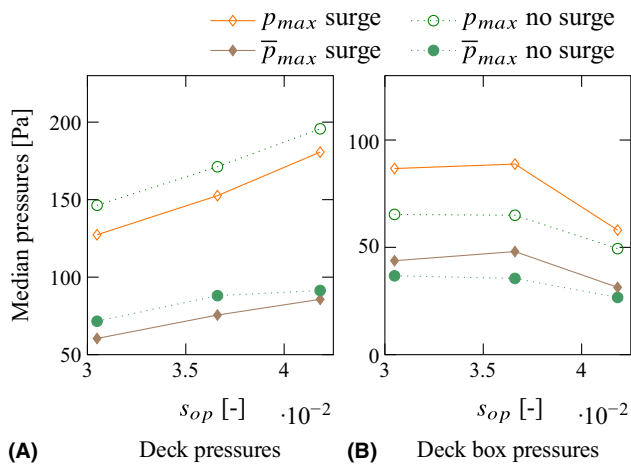 p_max surge p_max no surge
p̅_max surge p̅_max no surge
Median pressures [Pa]
200
150
100
50
3 3.5 4
s_op [-] ·10⁻²
(A) Deck pressures
100
50
0
3 3.5 4
s_op [-] ·10⁻²
(B) Deck box pressures